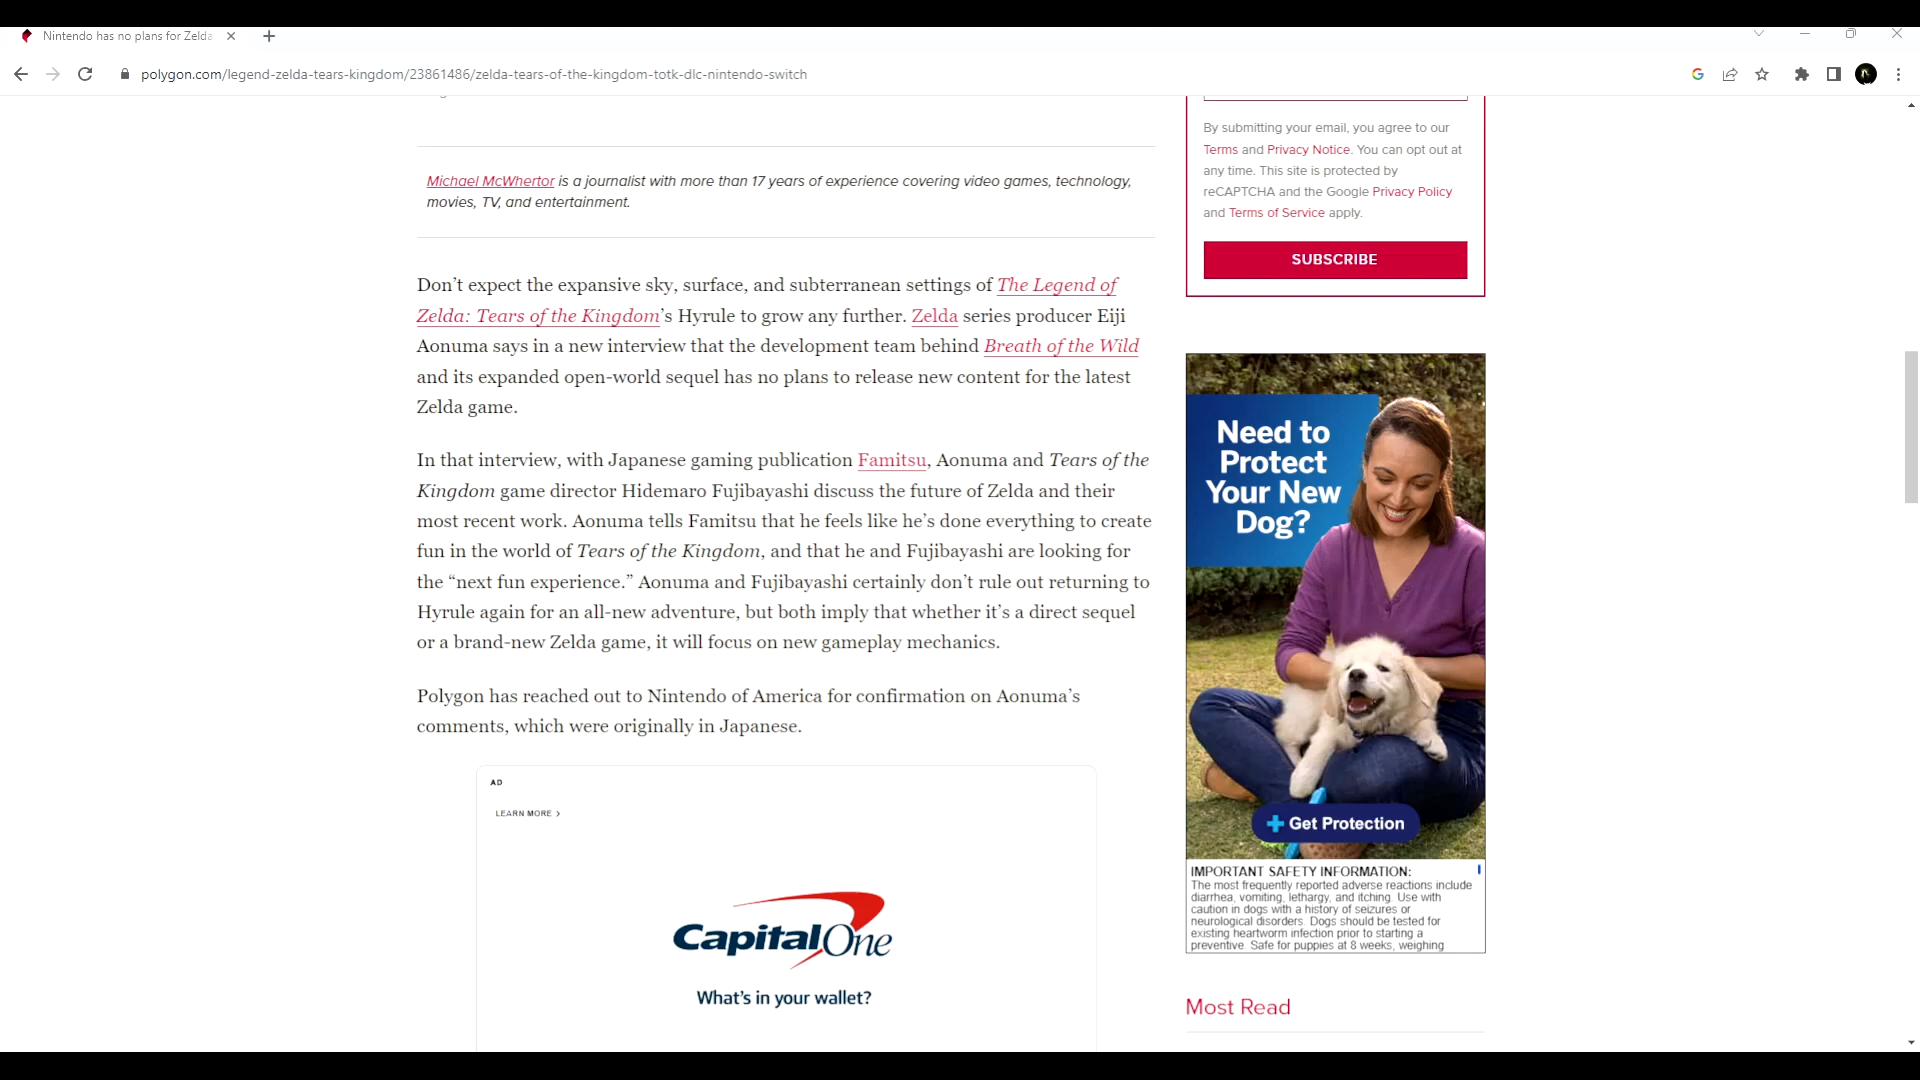 Nintendo has no plans for Zelda
polygon.com/legend-zelda-tears-kingdom/23861486/zelda-tears-of-the-kingdom-totk-dlc-nintendo-switch
Michael McWhertor is a journalist with more than 17 years of experience covering video games, technology,
movies, TV, and entertainment.
Don’t expect the expansive sky, surface, and subterranean settings of The Legend of
Zelda: Tears of the Kingdom’s Hyrule to grow any further. Zelda series producer Eiji
Aonuma says in a new interview that the development team behind Breath of the Wild
and its expanded open-world sequel has no plans to release new content for the latest
Zelda game.
In that interview, with Japanese gaming publication Famitsu, Aonuma and Tears of the
Kingdom game director Hidemaro Fujibayashi discuss the future of Zelda and their
most recent work. Aonuma tells Famitsu that he feels like he’s done everything to create
fun in the world of Tears of the Kingdom, and that he and Fujibayashi are looking for
the “next fun experience.” Aonuma and Fujibayashi certainly don’t rule out returning to
Hyrule again for an all-new adventure, but both imply that whether it’s a direct sequel
or a brand-new Zelda game, it will focus on new gameplay mechanics.
Polygon has reached out to Nintendo of America for confirmation on Aonuma’s
comments, which were originally in Japanese.
AD
LEARN MORE >
Capital One
What’s in your wallet?
By submitting your email, you agree to our
Terms and Privacy Notice. You can opt out at
any time. This site is protected by
reCAPTCHA and the Google Privacy Policy
and Terms of Service apply.
SUBSCRIBE
Need to
Protect
Your New
Dog?
Get Protection
IMPORTANT SAFETY INFORMATION:
The most frequently reported adverse reactions include
diarrhea, vomiting, lethargy, and itching. Use with
caution in dogs with a history of seizures or
neurological disorders. Dogs should be tested for
existing heartworm infection prior to starting a
preventive. Safe for puppies at 8 weeks, weighing
Most Read